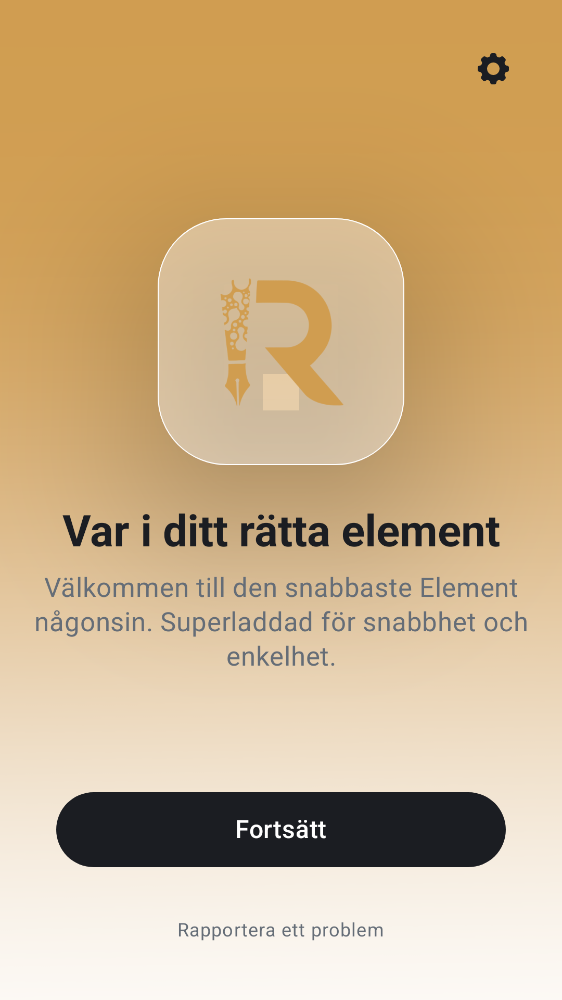 R
Var i ditt rätta element
Välkommen till den snabbaste Element
någonsin. Superladdad för snabbhet och
enkelhet.
Fortsätt
Rapportera ett problem